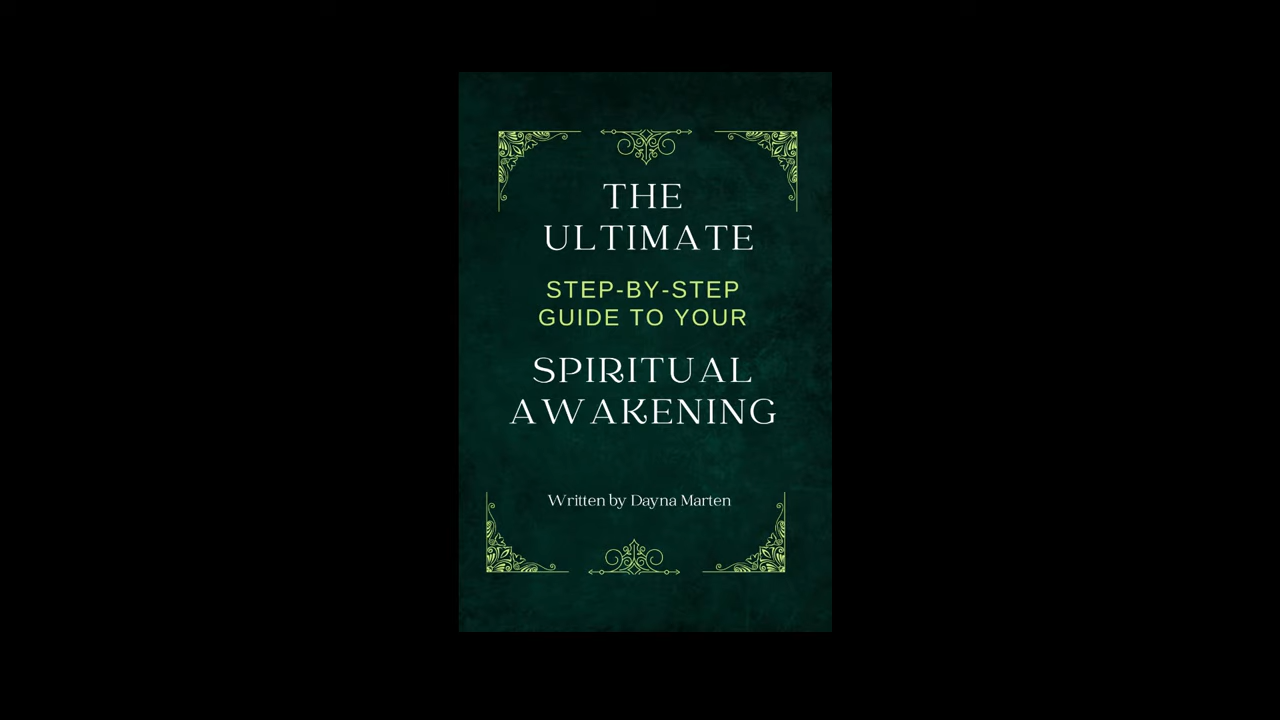 THE
ULTIMATE
STEP-BY-STEP
GUIDE TO YOUR
SPIRITUAL
AWAKENING
Written by Dayna Marten